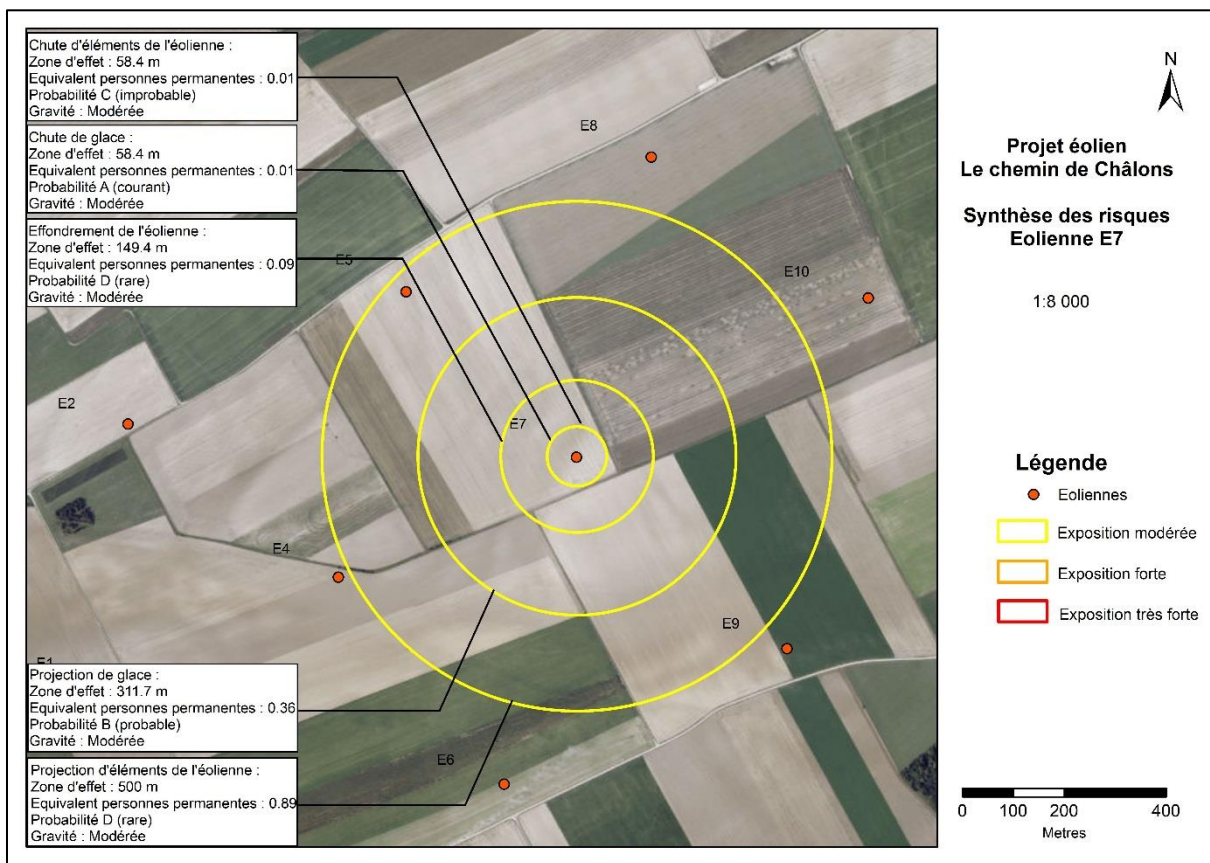 Chute d'éléments de l'éolienne :
Zone d'effet : 58.4 m
Equivalent personnes permanentes : 0.01
Probabilité C (improbable)
Gravité : Modérée
Chute de glace :
Zone d'effet : 58.4 m
Equivalent personnes permanentes : 0.01
Probabilité A (courant)
Gravité : Modérée
Effondrement de l'éolienne :
Zone d'effet : 149.4 m
Equivalent personnes permanentes : 0.09
Probabilité D (rare)
Gravité : Modérée
E8
E5
E10
E2
E7
E4
E9
E1
E6
Projection de glace :
Zone d'effet : 311.7 m
Equivalent personnes permanentes : 0.36
Probabilité B (probable)
Gravité : Modérée
Projection d'éléments de l'éolienne :
Zone d'effet : 500 m
Equivalent personnes permanentes : 0.89
Probabilité D (rare)
Gravité : Modérée
N
Projet éolien
Le chemin de Châlons
Synthèse des risques
Eolienne E7
1:8 000
Légende
Eoliennes
Exposition modérée
Exposition forte
Exposition très forte
0 100 200 400
Metres